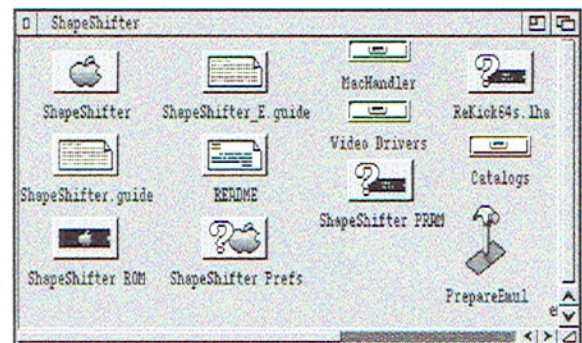 ShapeShifter
MacHandler
ShapeShifter
ShapeShifter_E.guide
ReKick64s.lha
Video Drivers
Catalogs
ShapeShifter.guide
README
ShapeShifter PRAM
ShapeShifter ROM
ShapeShifter Prefs
PrepareEmul